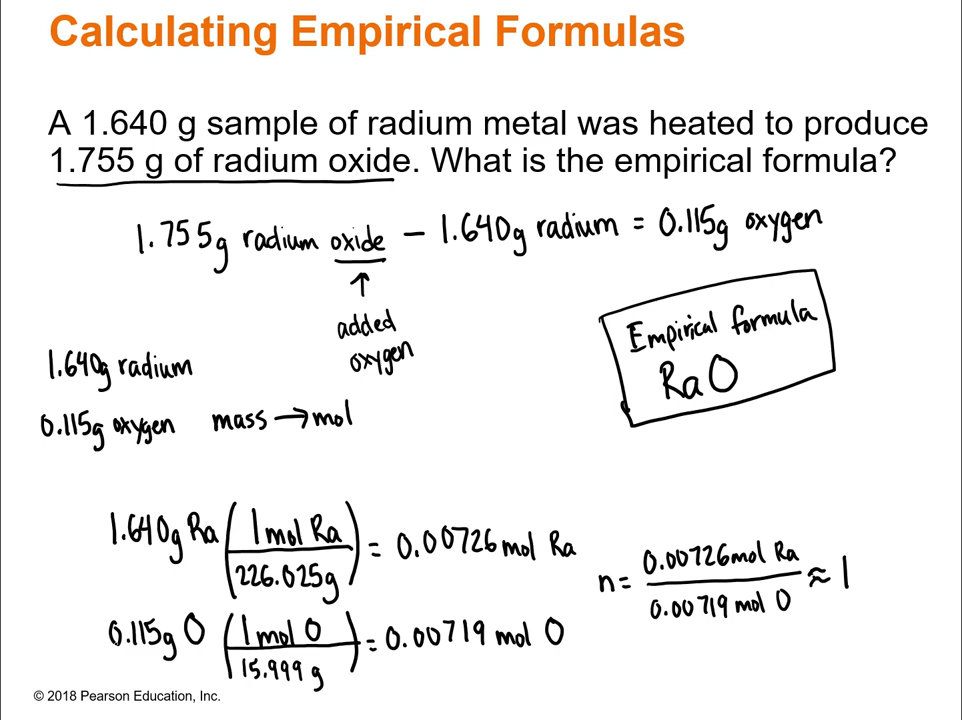 Calculating Empirical Formulas
A 1.640 g sample of radium metal was heated to produce
1.755 g of radium oxide. What is the empirical formula?
1.755g radium oxide − 1.640g radium = 0.115g oxygen
↑
added
oxygen
Empirical formula
RaO
1.640g radium
0.115g oxygen mass → mol
1.640g Ra (1 mol Ra / 226.025g) = 0.00726 mol Ra
0.115g O (1 mol O / 15.999 g) = 0.00719 mol O
n = 0.00726 mol Ra / 0.00719 mol O ≈ 1
© 2018 Pearson Education, Inc.